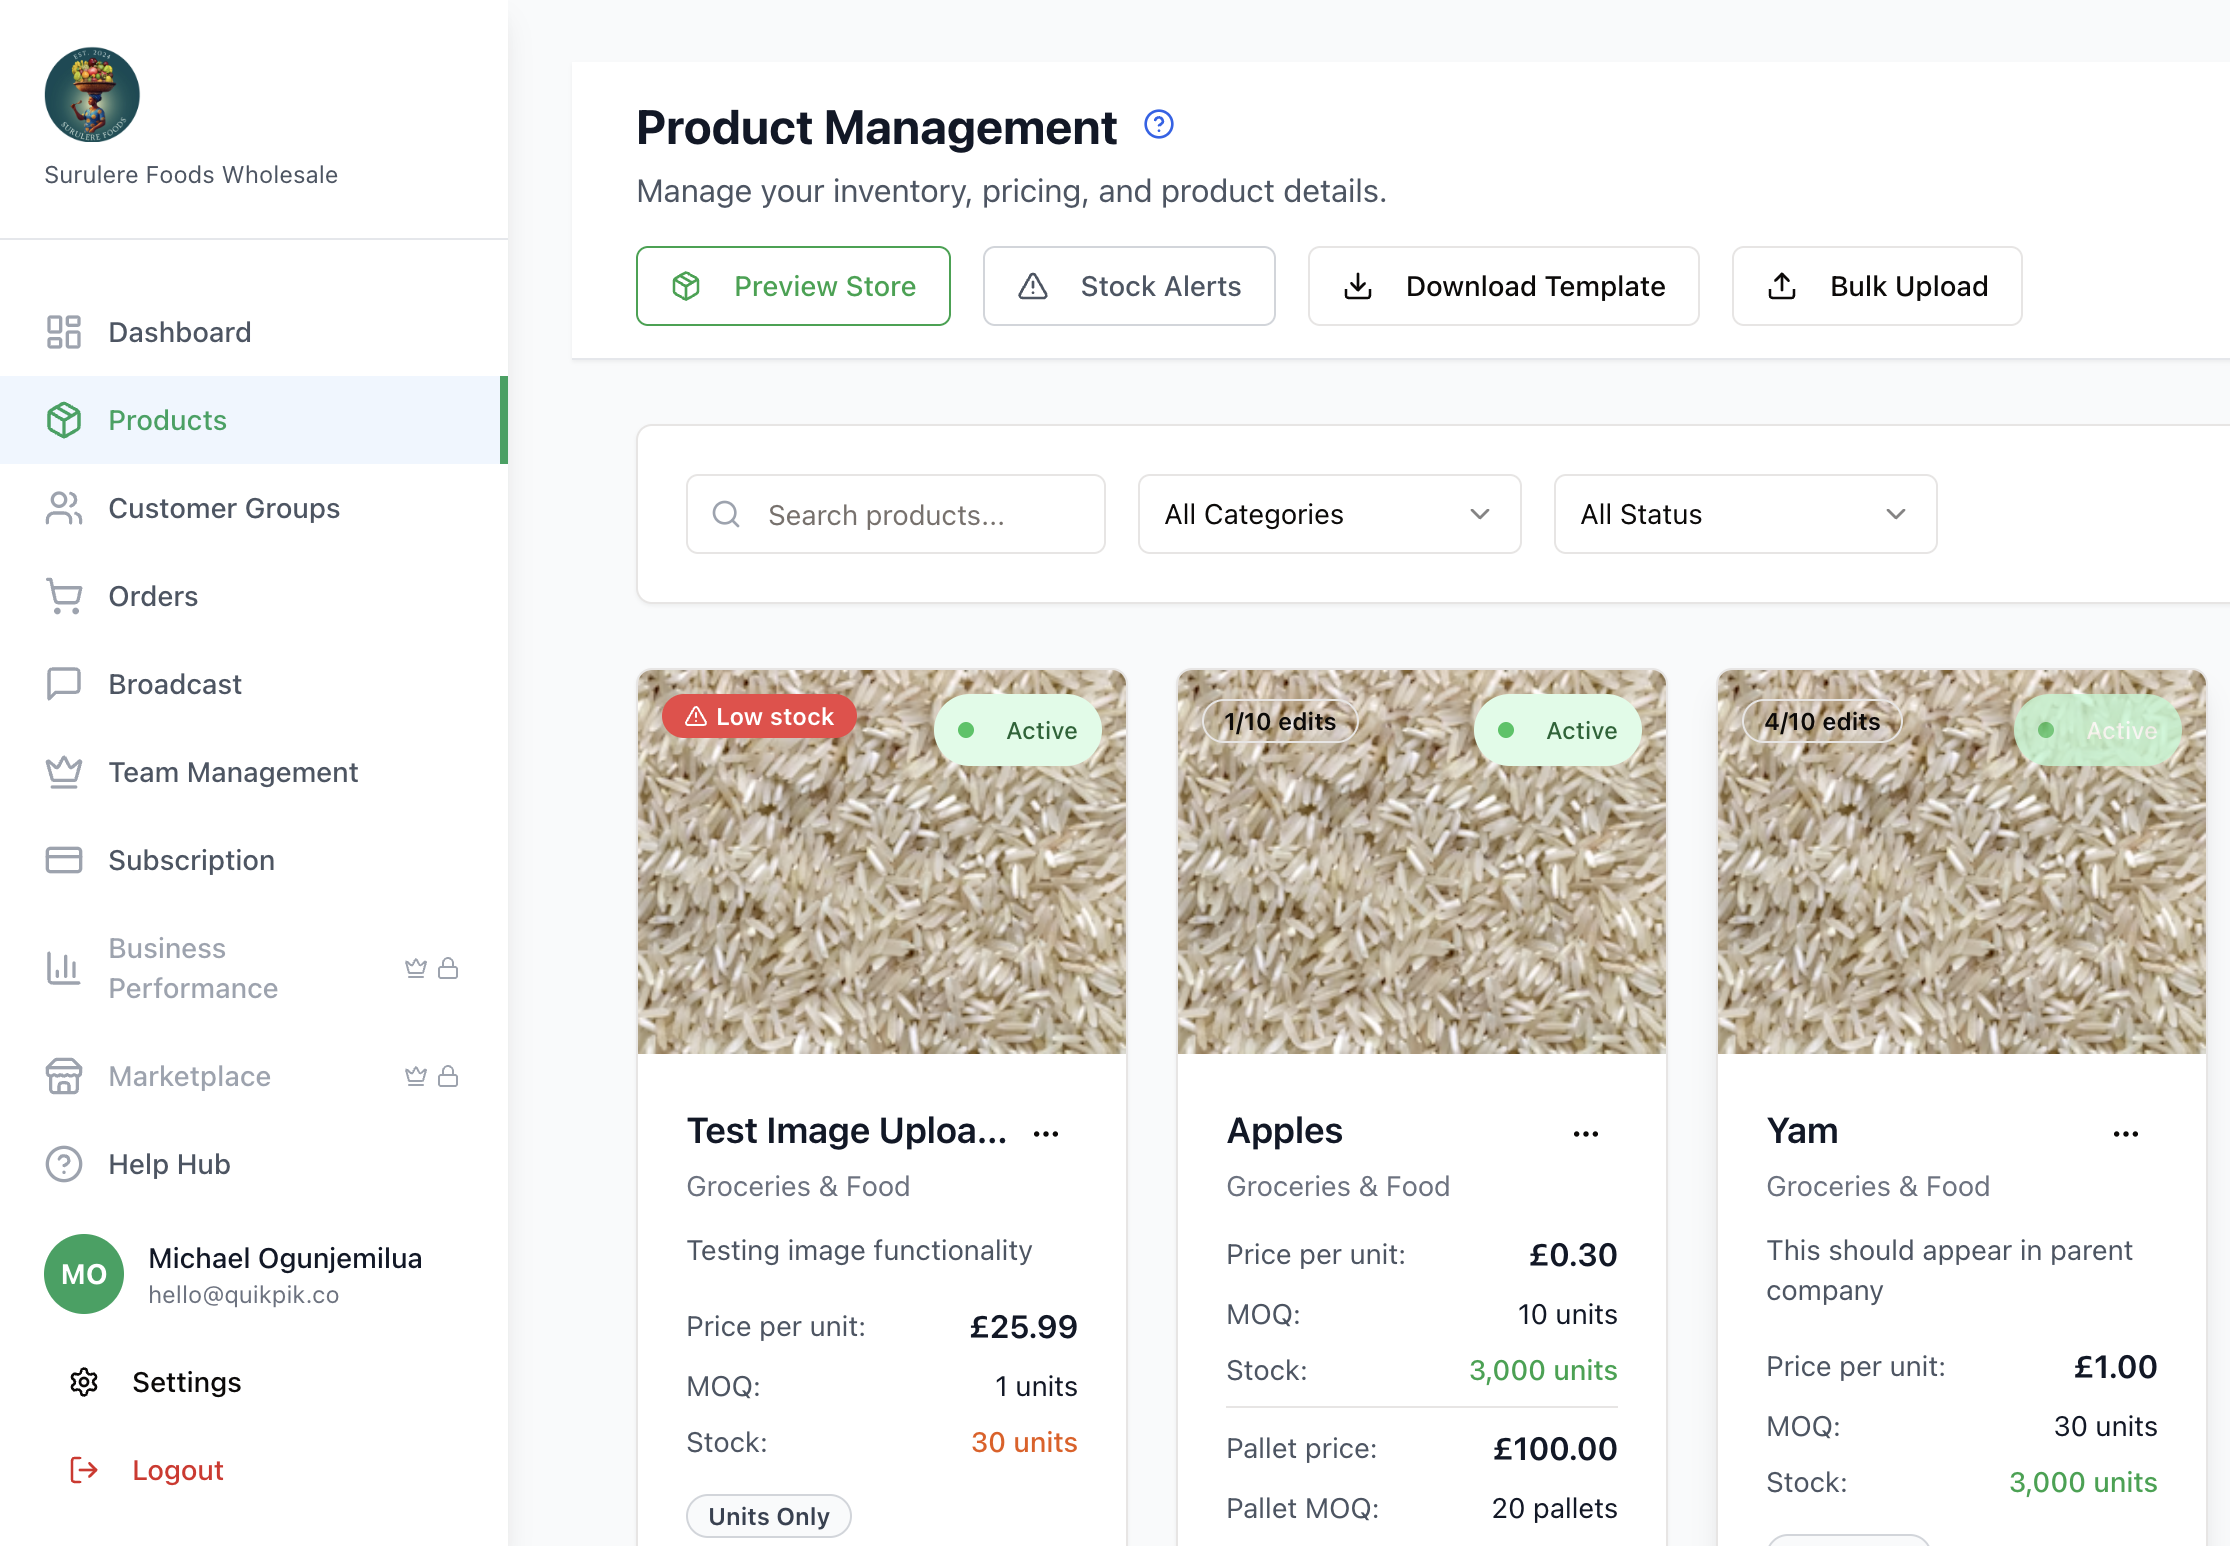 EST. 2024
SURULERE FOODS
Surulere Foods Wholesale
Dashboard
Products
Customer Groups
Orders
Broadcast
Team Management
Subscription
Business
Performance
Marketplace
Help Hub
MO
Michael Ogunjemilua
hello@quikpik.co
Settings
Logout
Product Management
Manage your inventory, pricing, and product details.
Preview Store
Stock Alerts
Download Template
Bulk Upload
Search products...
All Categories
All Status
Low stock
Active
Test Image Uploa...
Groceries & Food
Testing image functionality
Price per unit: £25.99
MOQ: 1 units
Stock: 30 units
Units Only
1/10 edits
Active
Apples
Groceries & Food
Price per unit: £0.30
MOQ: 10 units
Stock: 3,000 units
Pallet price: £100.00
Pallet MOQ: 20 pallets
4/10 edits
Active
Yam
Groceries & Food
This should appear in parent
company
Price per unit: £1.00
MOQ: 30 units
Stock: 3,000 units